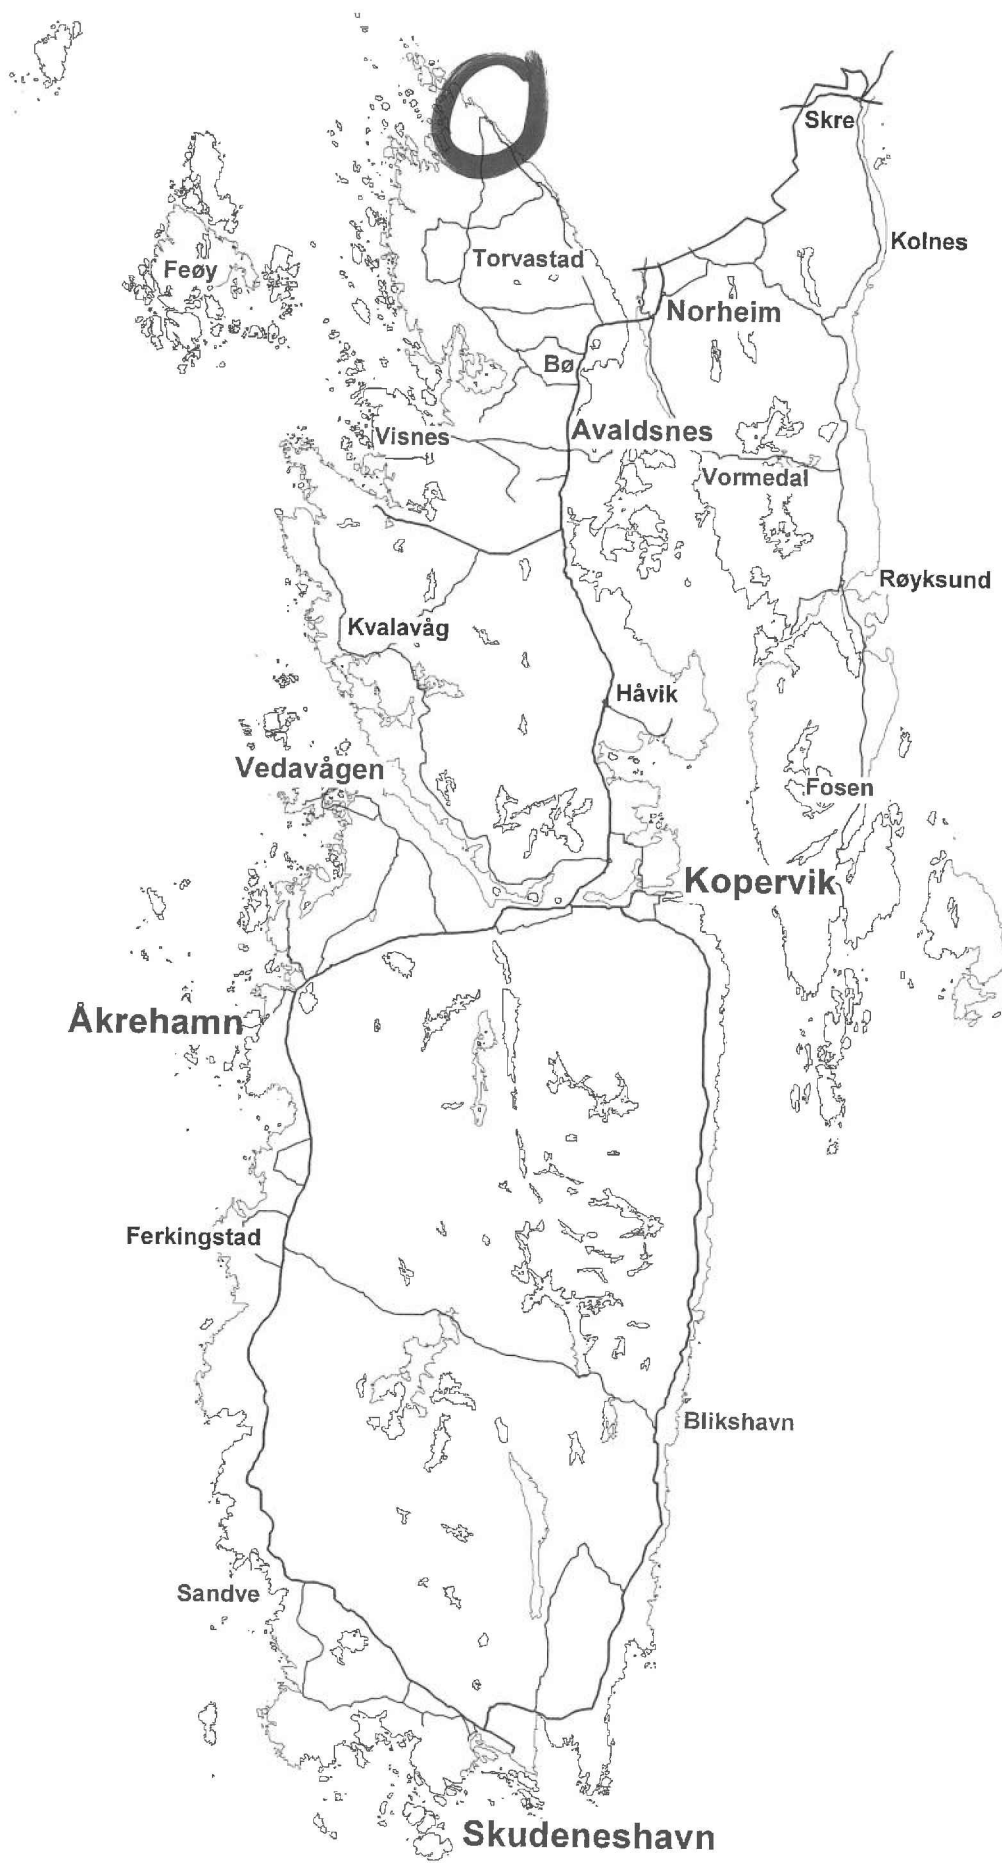 Skre
Kolnes
Torvastad
Feøy
Norheim
Bø
Avaldsnes
Visnes
Vormedal
Røyksund
Kvalavåg
Håvik
Vedavågen
Fosen
Kopervik
Åkrehamn
Ferkingstad
Blikshavn
Sandve
Skudeneshavn